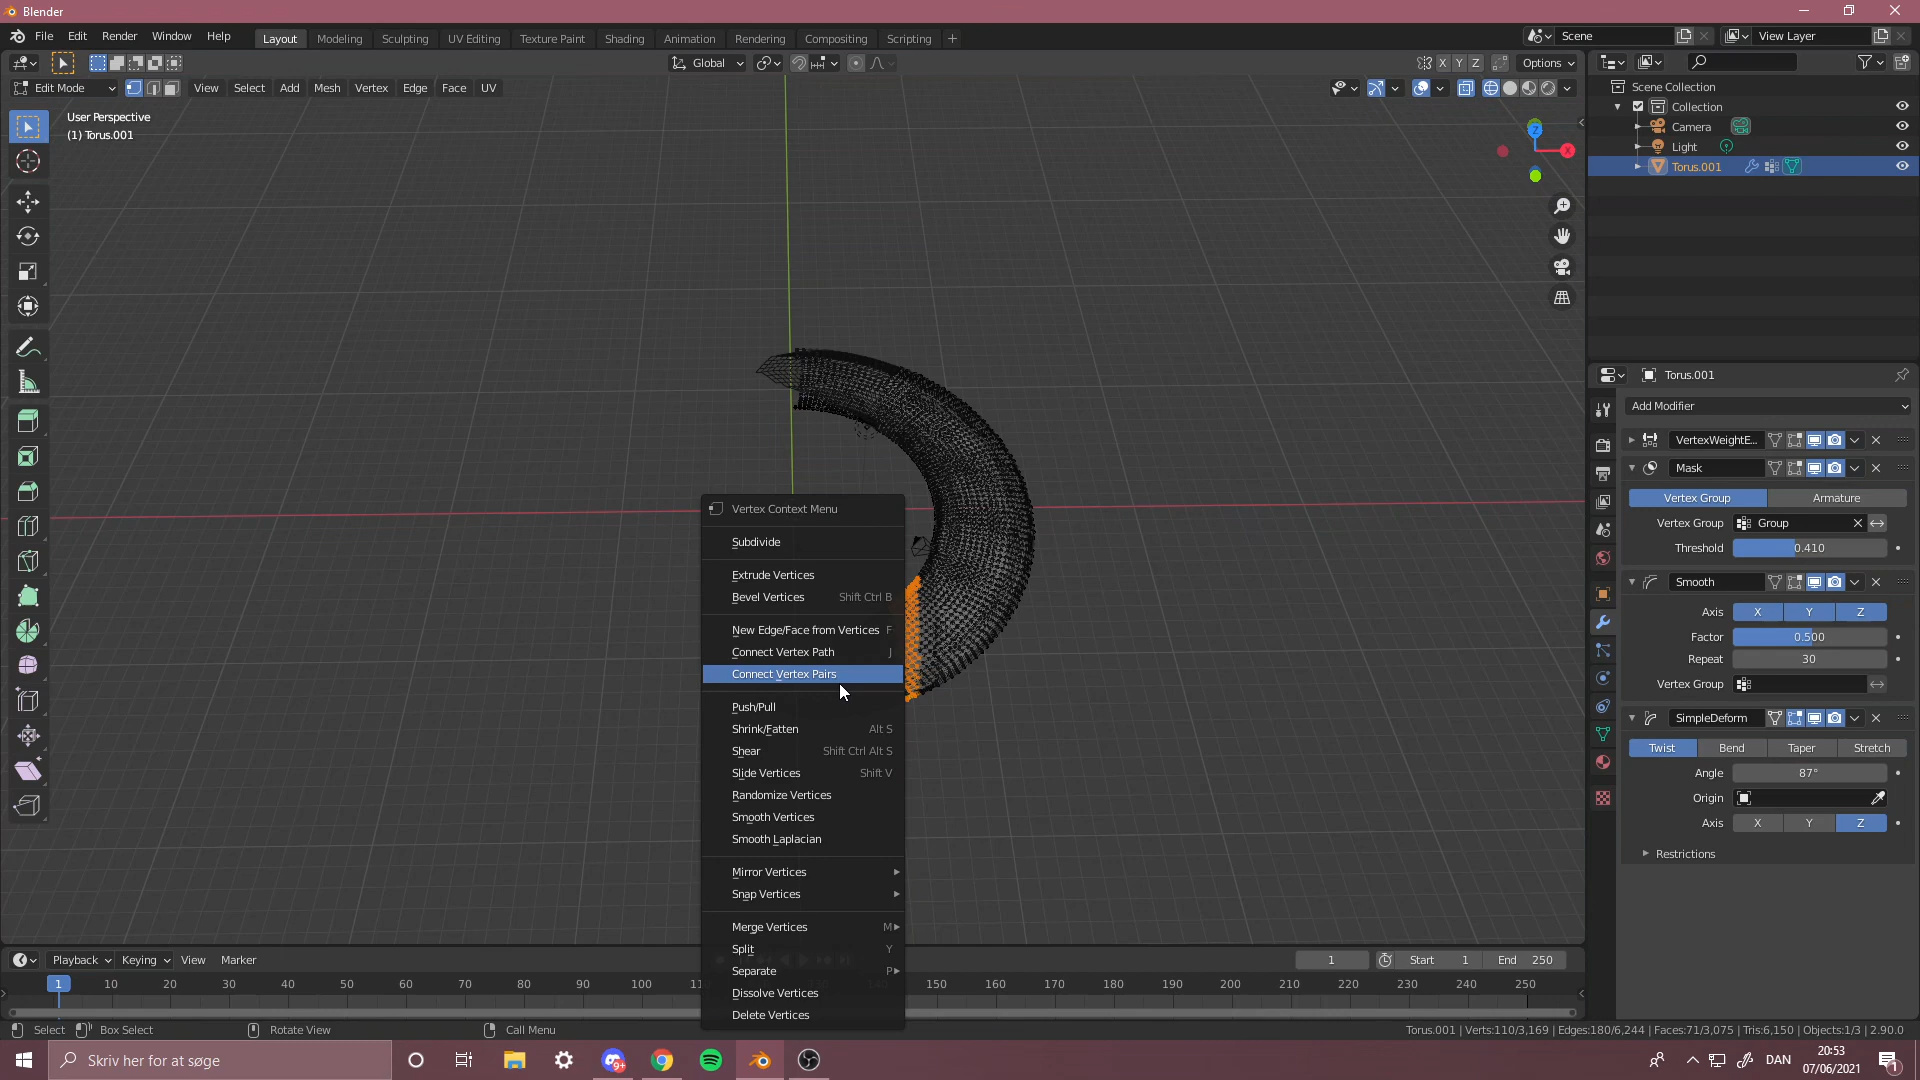 Blender
File Edit Render Window Help
Layout Modeling Sculpting UV Editing Texture Paint Shading Animation Rendering Compositing Scripting +
Scene
View Layer
Global
X Y Z
Options
Edit Mode
View Select Add Mesh Vertex Edge Face UV
User Perspective
(1) Torus.001
Z
X
Scene Collection
Collection
Camera
Light
Torus.001
Torus.001
Add Modifier
VertexWeightE...
Mask
Vertex Group Armature
Vertex Group Group
Threshold 0.410
Smooth
Axis X Y Z
Factor 0.500
Repeat 30
Vertex Group
SimpleDeform
Twist Bend Taper Stretch
Angle 87°
Origin
Axis X Y Z
Restrictions
Vertex Context Menu
Subdivide
Extrude Vertices
Bevel Vertices Shift Ctrl B
New Edge/Face from Vertices F
Connect Vertex Path J
Connect Vertex Pairs
Push/Pull
Shrink/Fatten Alt S
Shear Shift Ctrl Alt S
Slide Vertices Shift V
Randomize Vertices
Smooth Vertices
Smooth Laplacian
Mirror Vertices
Snap Vertices
Merge Vertices M
Split Y
Separate P
Dissolve Vertices
Delete Vertices
Playback Keying View Marker
1 Start 1 End 250
1 10 20 30 40 50 60 70 80 90 100 150 160 170 180 190 200 210 220 230 240 250
Select Box Select Rotate View Call Menu
Torus.001 | Verts:110/3,169 | Edges:180/6,244 | Faces:71/3,075 | Tris:6,150 | Objects:1/3 | 2.90.0
Skriv her for at søge
9+
DAN
20:53
07/06/2021
1